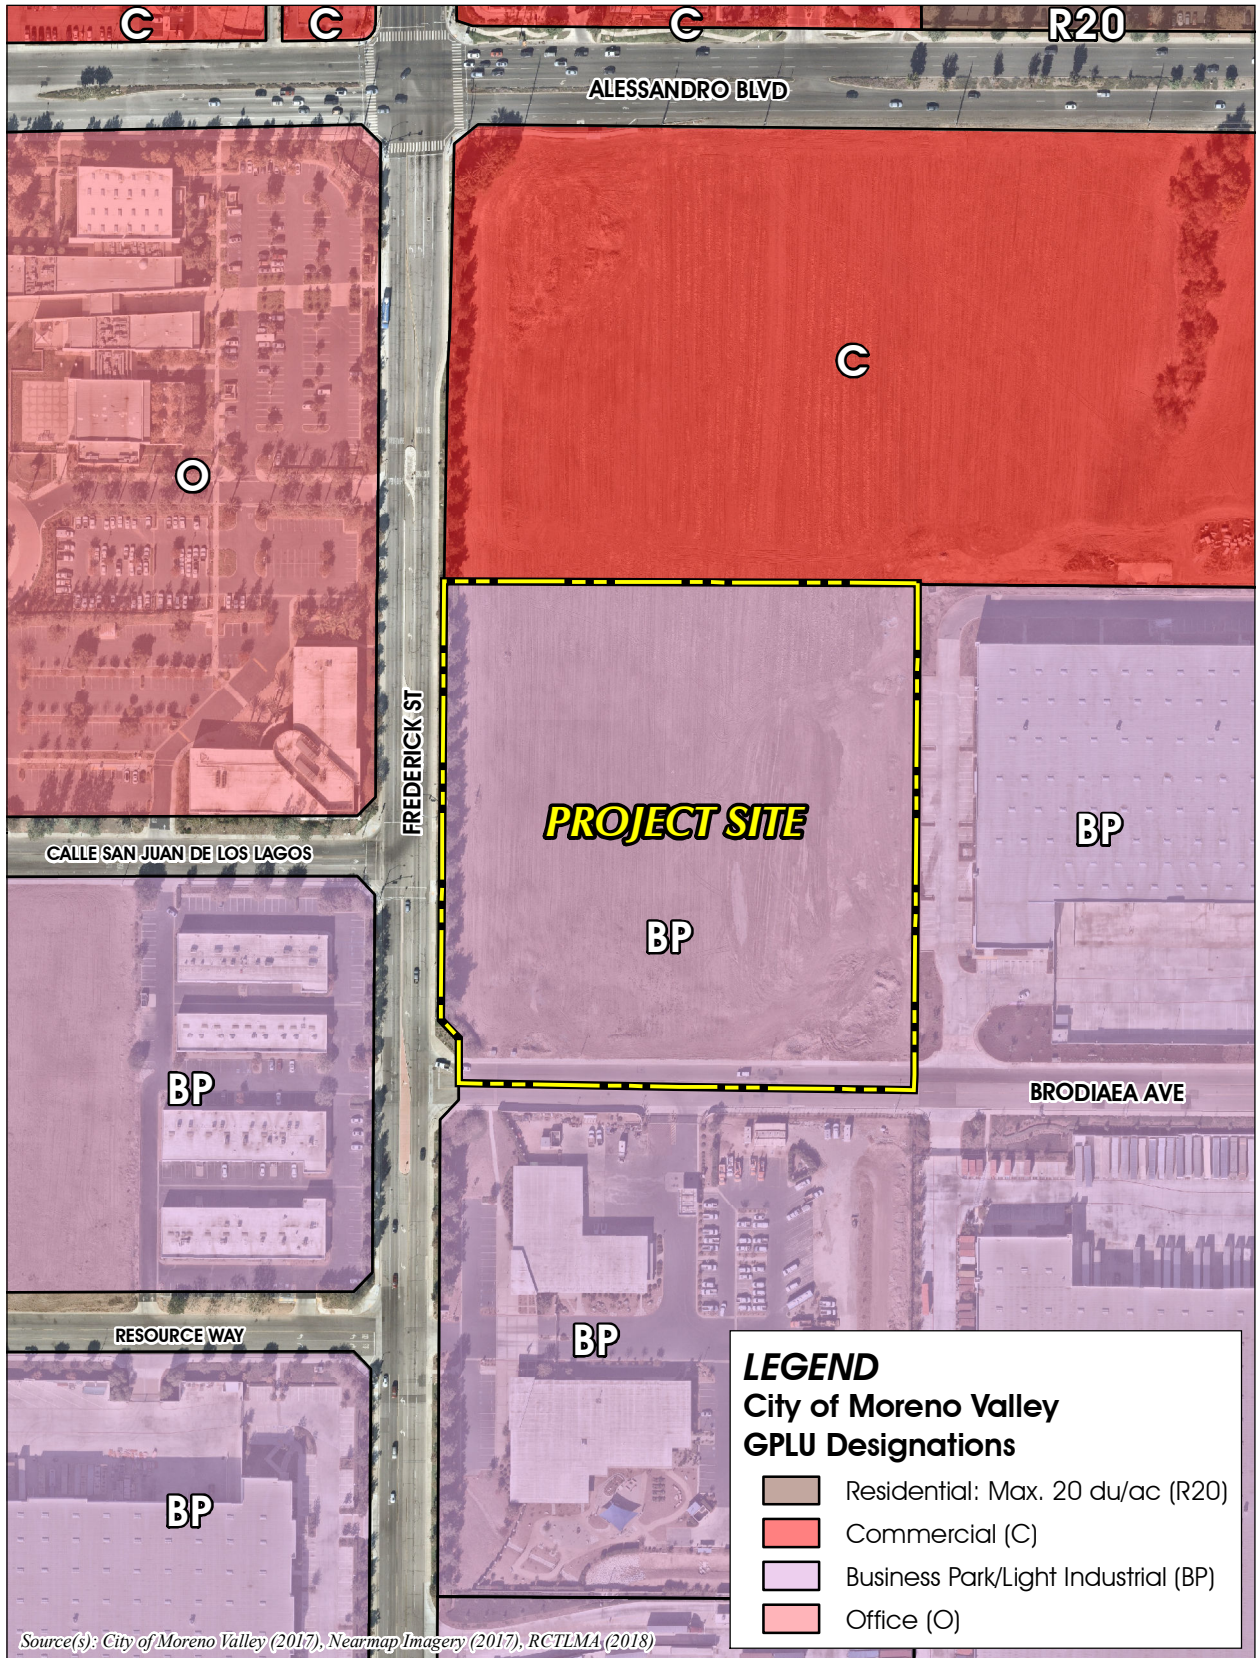 C
C
C
R20
ALESSANDRO BLVD
C
O
FREDERICK ST
PROJECT SITE
BP
CALLE SAN JUAN DE LOS LAGOS
BP
BP
BRODIAEA AVE
RESOURCE WAY
BP
BP
LEGEND
City of Moreno Valley
GPLU Designations
Residential: Max. 20 du/ac (R20)
Commercial (C)
Business Park/Light Industrial (BP)
Office (O)
Source(s): City of Moreno Valley (2017), Nearmap Imagery (2017), RCTLMA (2018)